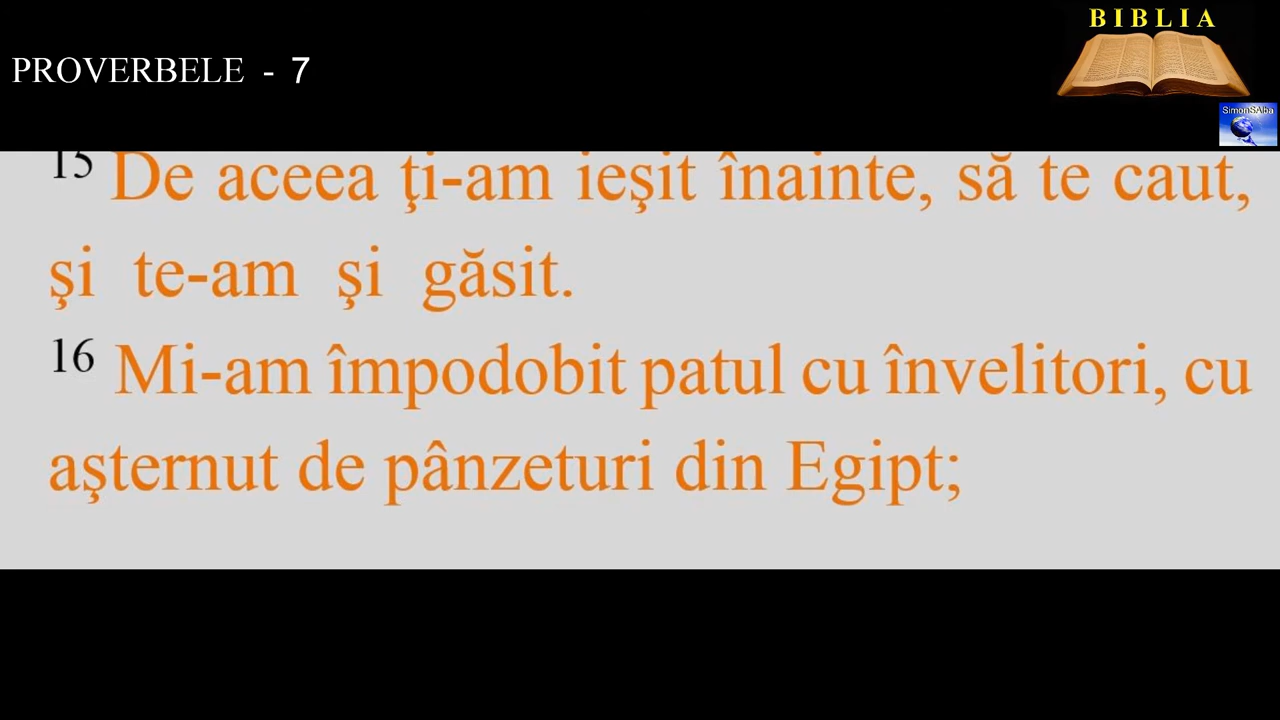 BIBLIA
PROVERBELE - 7
SimonSAlba
15 De aceea ţi-am ieşit înainte, să te caut,
şi te-am şi găsit.
16 Mi-am împodobit patul cu învelitori, cu
aşternut de pânzeturi din Egipt;